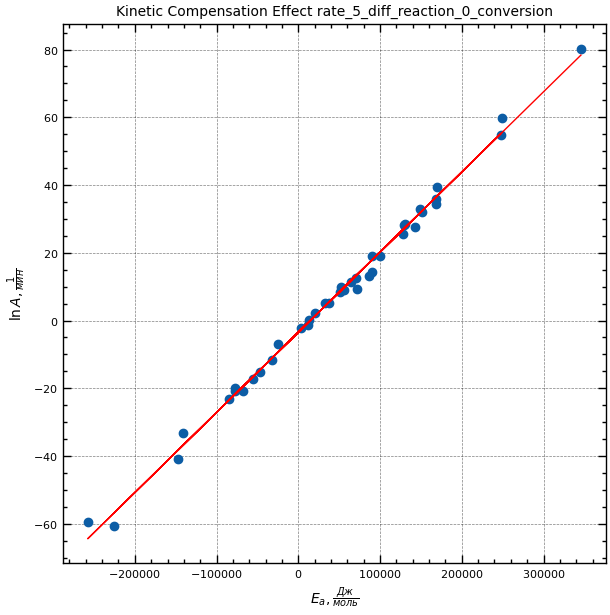 Kinetic Compensation Effect rate_5_diff_reaction_0_conversion
80
60
40
20
0
−20
−40
−60
ln A, 1/мин
−200000 −100000 0 100000 200000 300000
E_a, Дж/моль